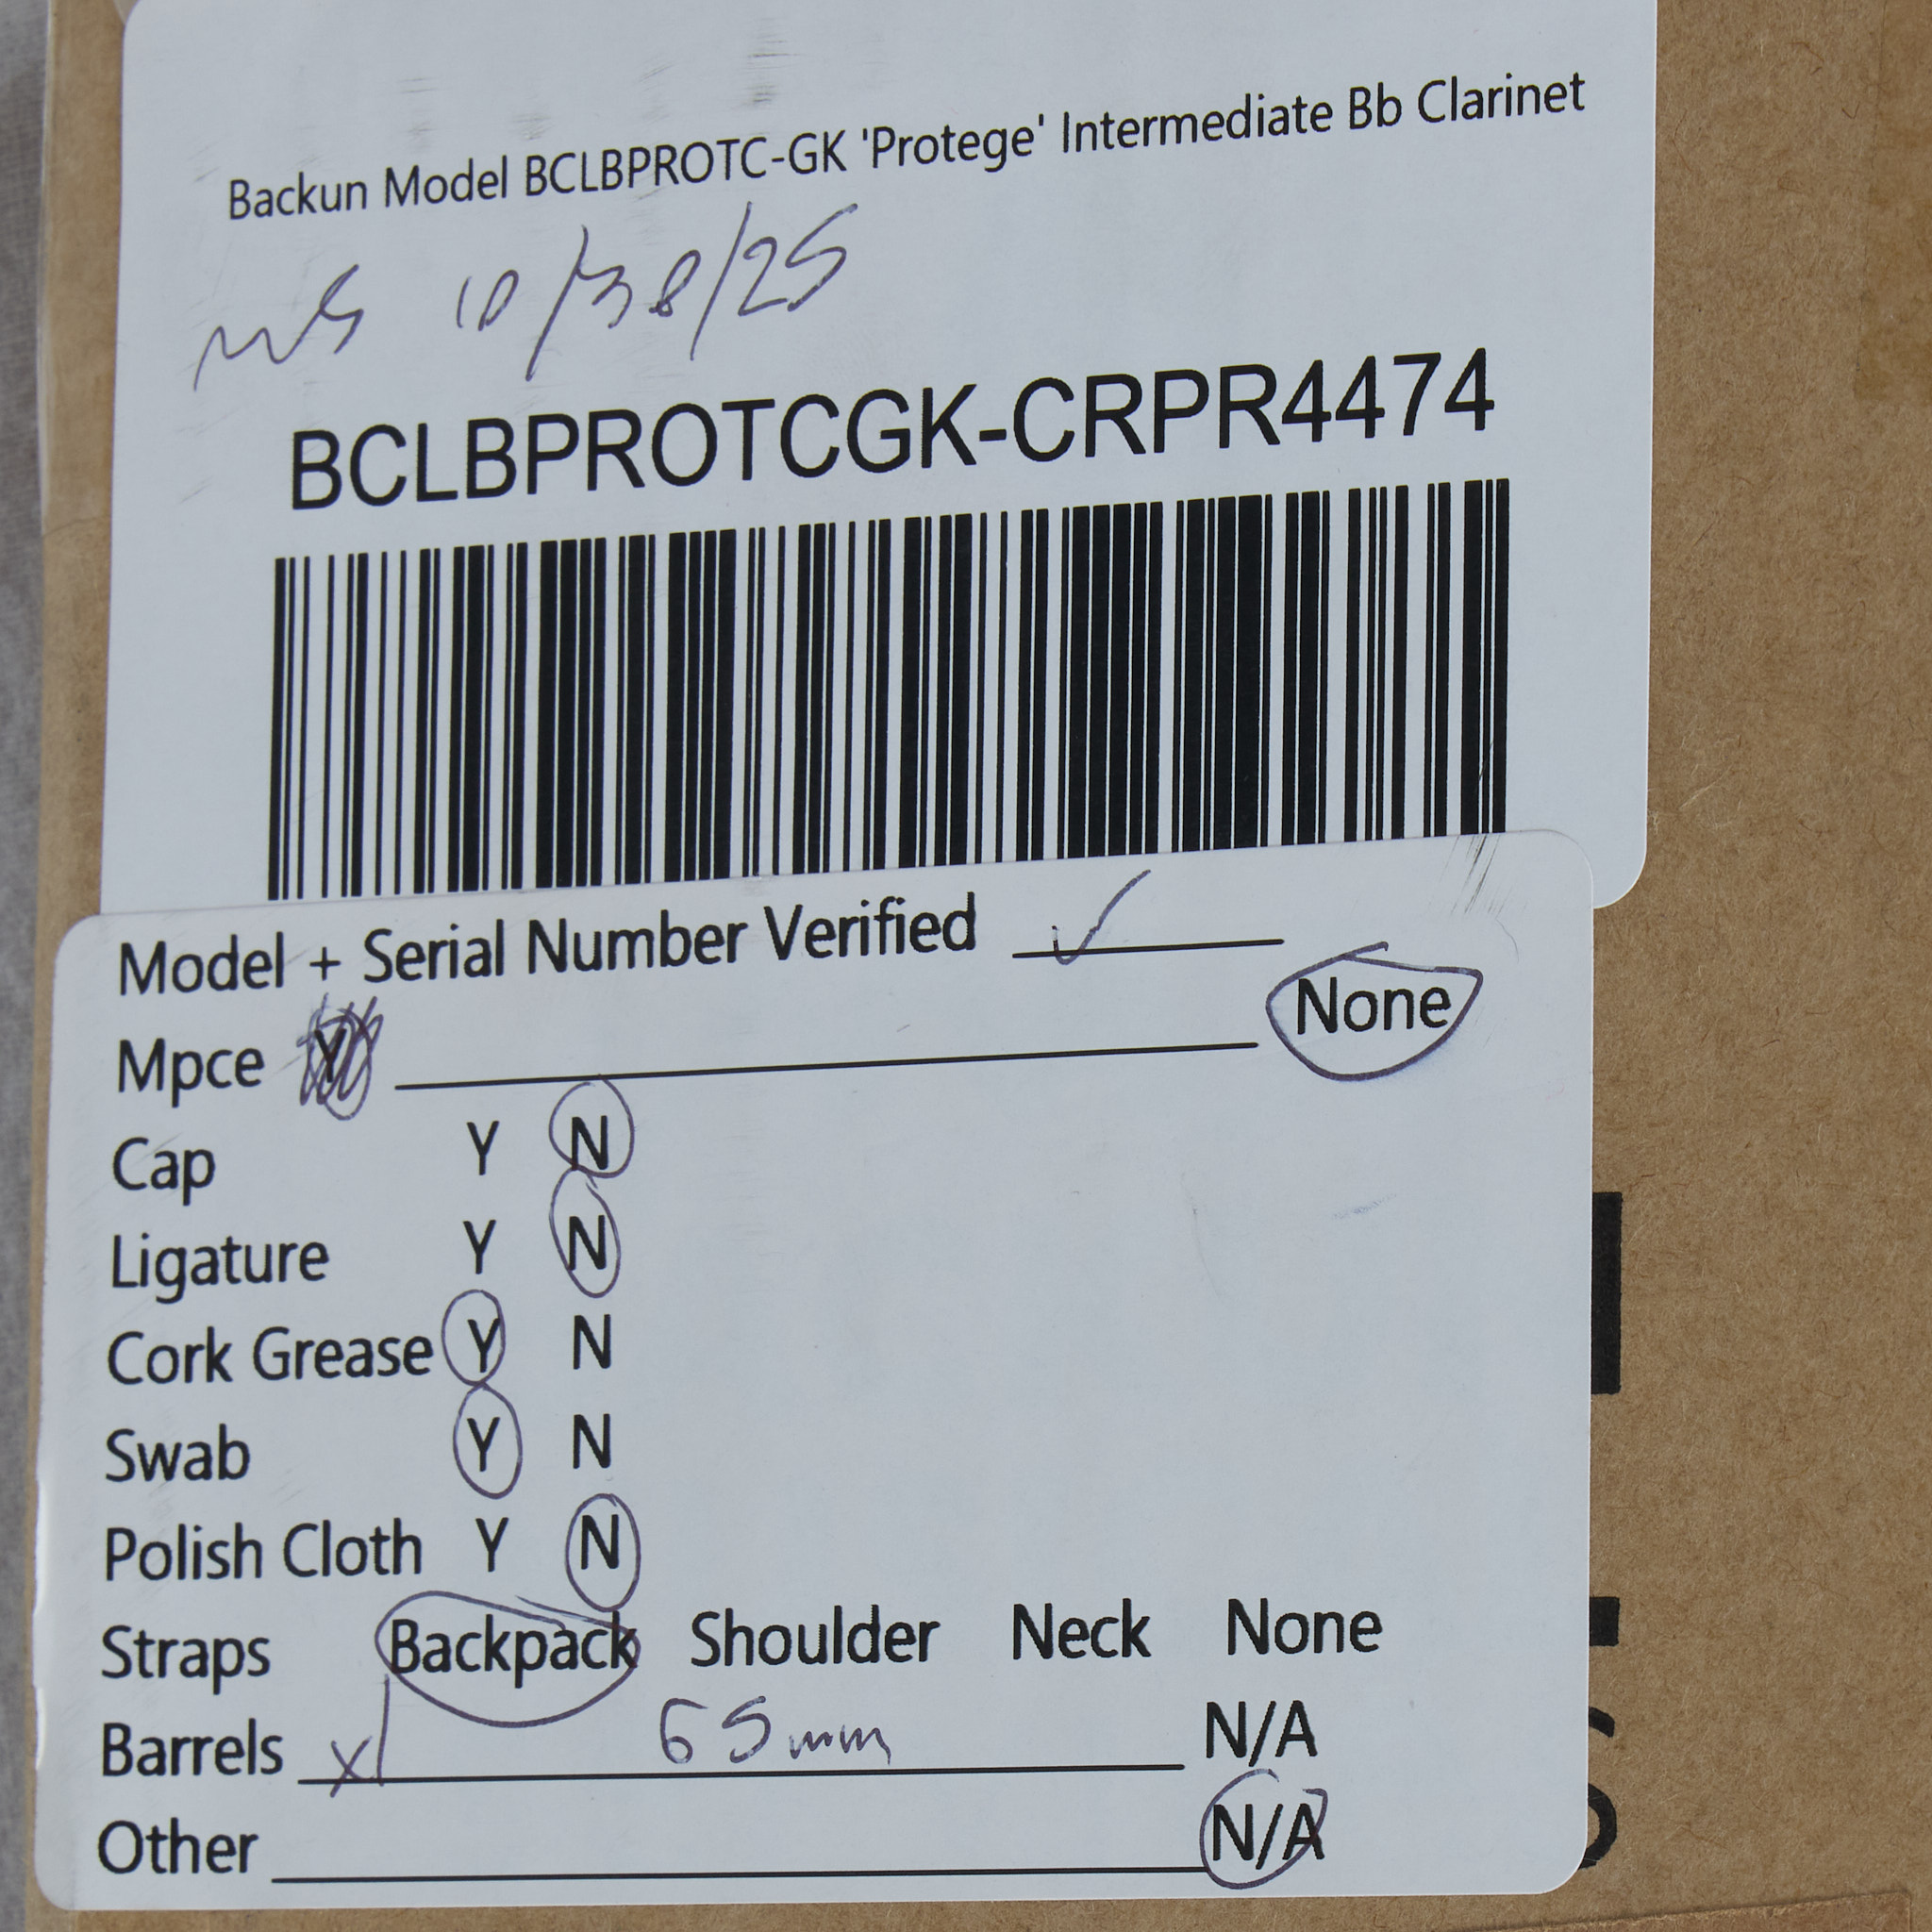 Backun Model BCLBPROTC-GK 'Protege' Intermediate Bb Clarinet
10/38/25
BCLBPROTCGK-CRPR4474
Model + Serial Number Verified ✓
Mpce Y None
Cap Y N
Ligature Y N
Cork Grease Y N
Swab Y N
Polish Cloth Y N
Straps Backpack Shoulder Neck None
Barrels x1 65mm N/A
Other N/A